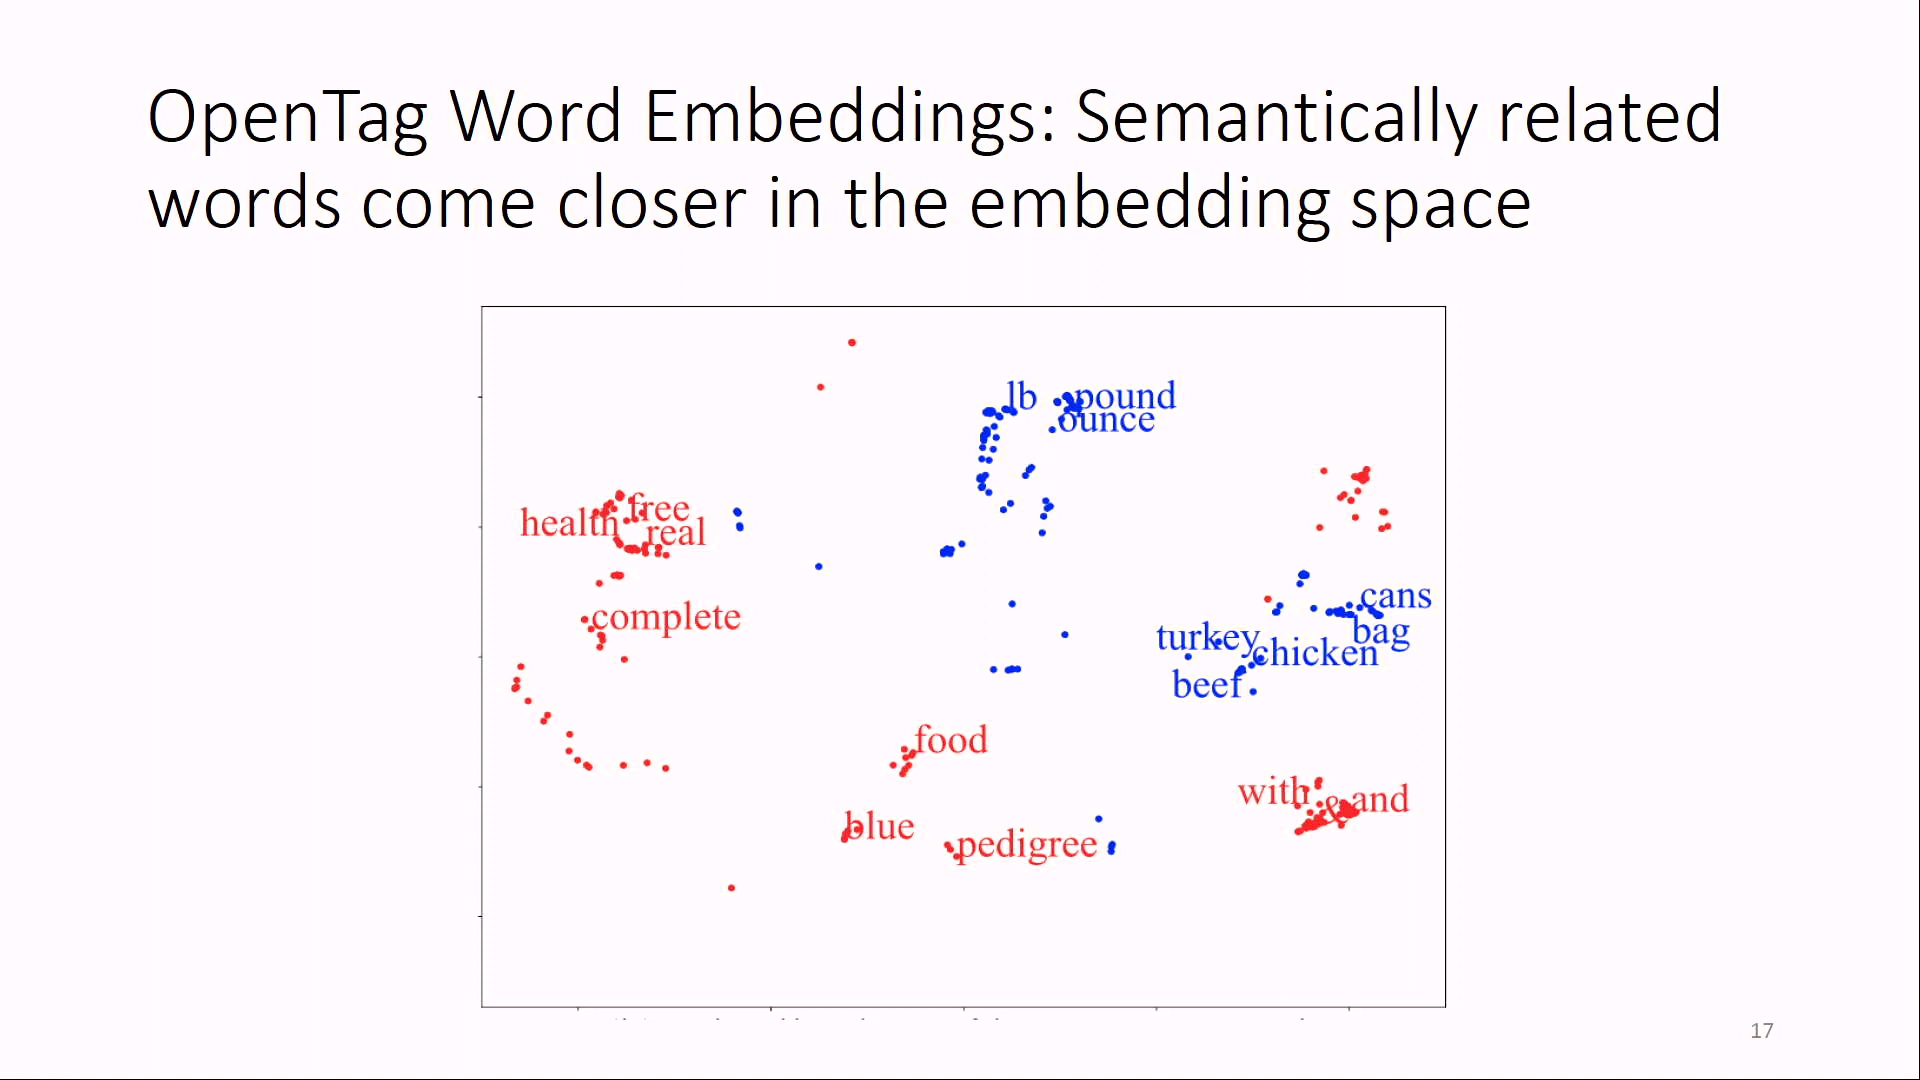 OpenTag Word Embeddings: Semantically related
words come closer in the embedding space
lb
pound
ounce
free
health
real
complete
cans
bag
turkey
chicken
beef
food
with & and
blue
pedigree
17